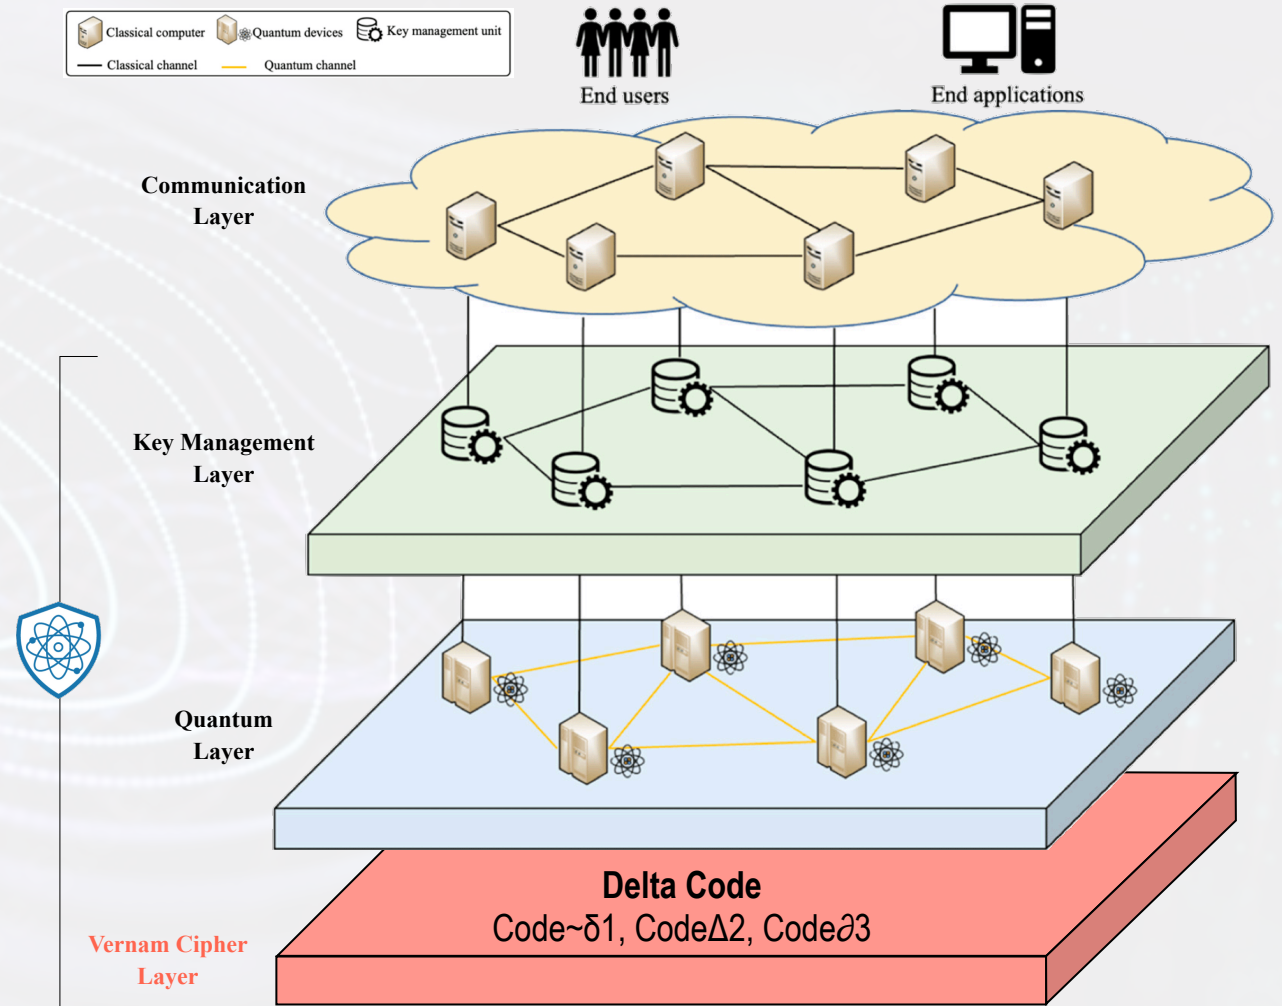 Classical computer
Quantum devices
Key management unit
Classical channel
Quantum channel
End users
End applications
Communication
Layer
Key Management
Layer
Quantum
Layer
Delta Code
Code~δ1, CodeΔ2, Code∂3
Vernam Cipher
Layer